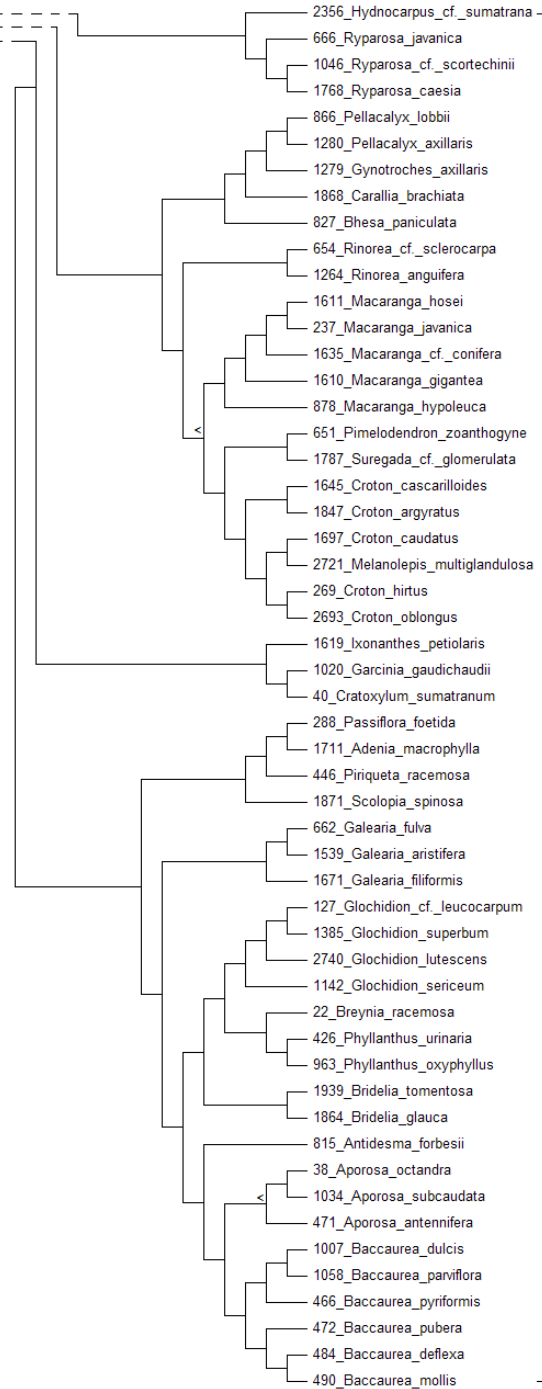 2356_Hydnocarpus_cf._sumatrana
666_Ryparosa_javanica
1046_Ryparosa_cf._scortechinii
1768_Ryparosa_caesia
866_Pellacalyx_lobbii
1280_Pellacalyx_axillaris
1279_Gynotroches_axillaris
1868_Carallia_brachiata
827_Bhesa_paniculata
654_Rinorea_cf._sclerocarpa
1264_Rinorea_anguifera
1611_Macaranga_hosei
237_Macaranga_javanica
1635_Macaranga_cf._conifera
1610_Macaranga_gigantea
878_Macaranga_hypoleuca
<
651_Pimelodendron_zoanthogyne
1787_Suregada_cf._glomerulata
1645_Croton_cascarilloides
1847_Croton_argyratus
1697_Croton_caudatus
2721_Melanolepis_multiglandulosa
269_Croton_hirtus
2693_Croton_oblongus
1619_Ixonanthes_petiolaris
1020_Garcinia_gaudichaudii
40_Cratoxylum_sumatranum
288_Passiflora_foetida
1711_Adenia_macrophylla
446_Piriqueta_racemosa
1871_Scolopia_spinosa
662_Galearia_fulva
1539_Galearia_aristifera
1671_Galearia_filiformis
127_Glochidion_cf._leucocarpum
1385_Glochidion_superbum
2740_Glochidion_lutescens
1142_Glochidion_sericeum
22_Breynia_racemosa
426_Phyllanthus_urinaria
963_Phyllanthus_oxyphyllus
1939_Bridelia_tomentosa
1864_Bridelia_glauca
815_Antidesma_forbesii
38_Aporosa_octandra
<
1034_Aporosa_subcaudata
471_Aporosa_antennifera
1007_Baccaurea_dulcis
1058_Baccaurea_parviflora
466_Baccaurea_pyriformis
472_Baccaurea_pubera
484_Baccaurea_deflexa
490_Baccaurea_mollis